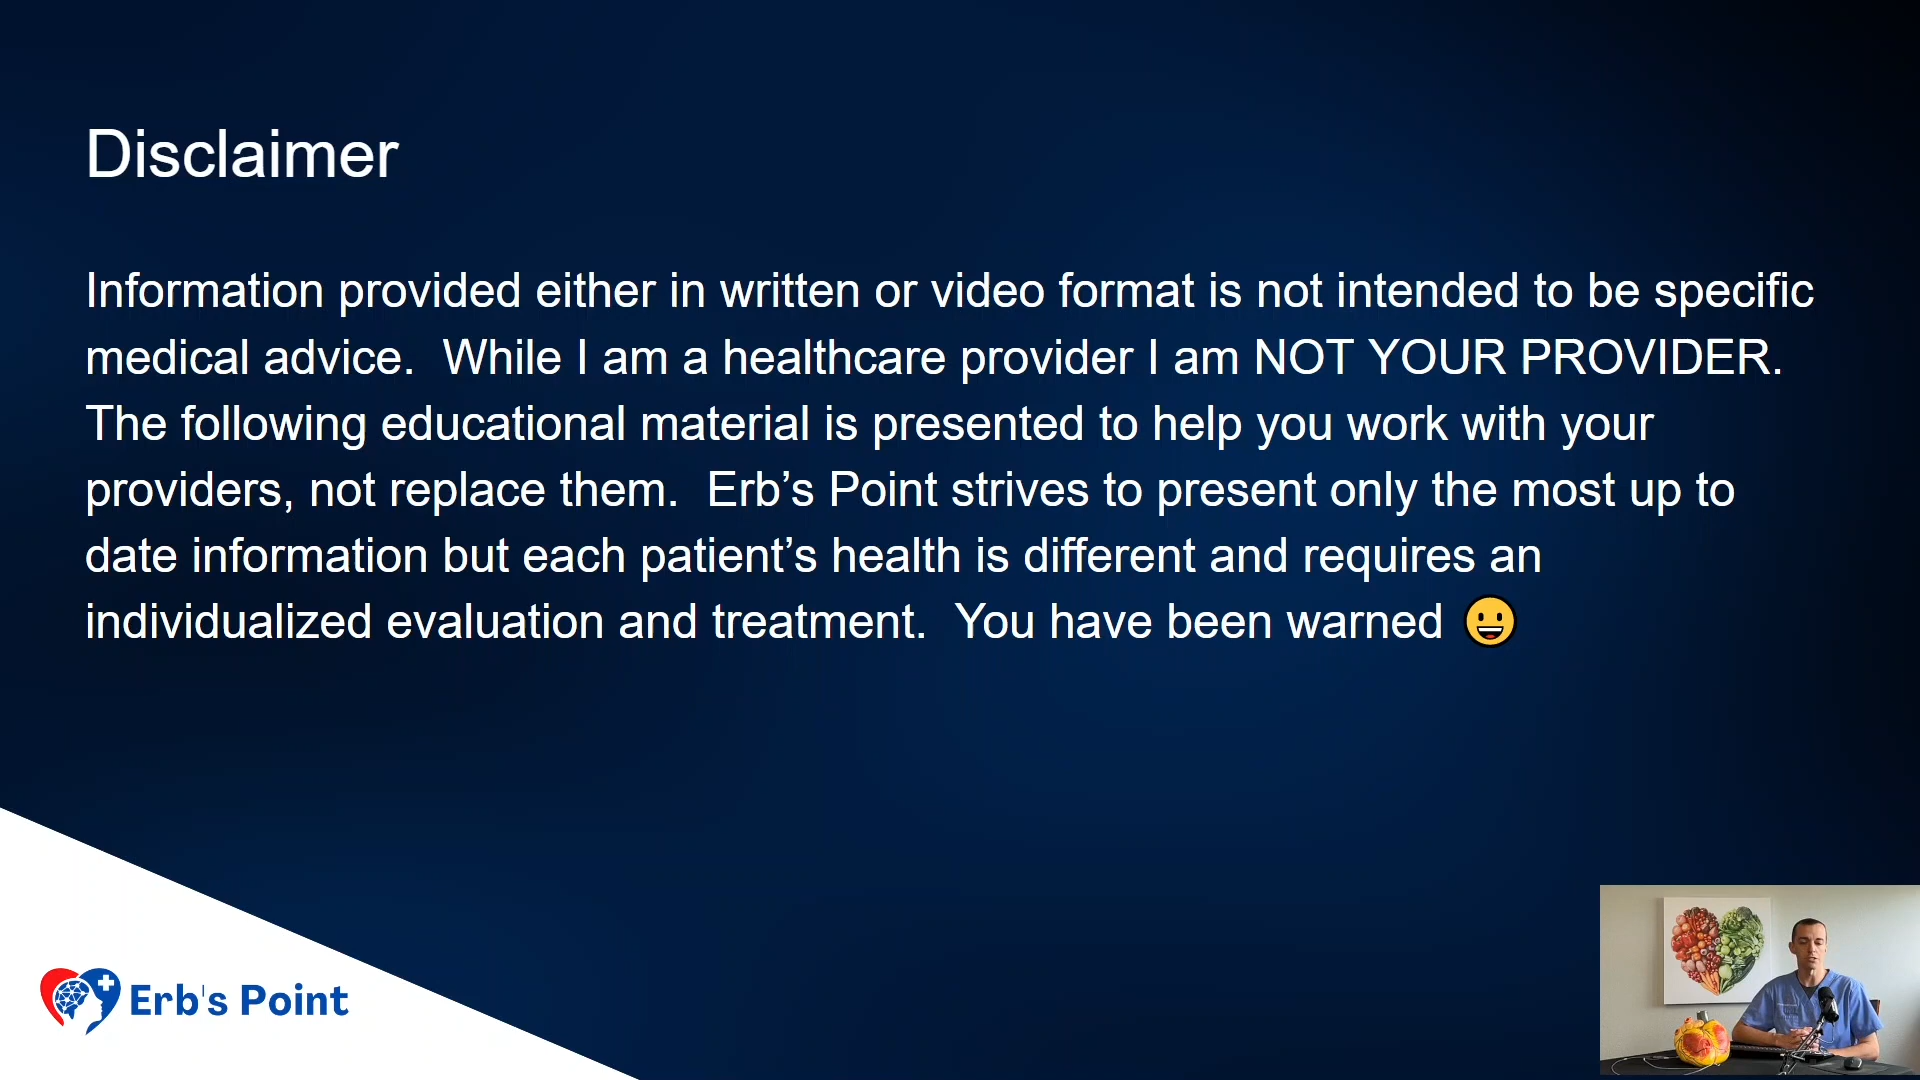 Disclaimer
Information provided either in written or video format is not intended to be specific
medical advice.  While I am a healthcare provider I am NOT YOUR PROVIDER.
The following educational material is presented to help you work with your
providers, not replace them.  Erb’s Point strives to present only the most up to
date information but each patient’s health is different and requires an
individualized evaluation and treatment.  You have been warned 😀
Erb's Point